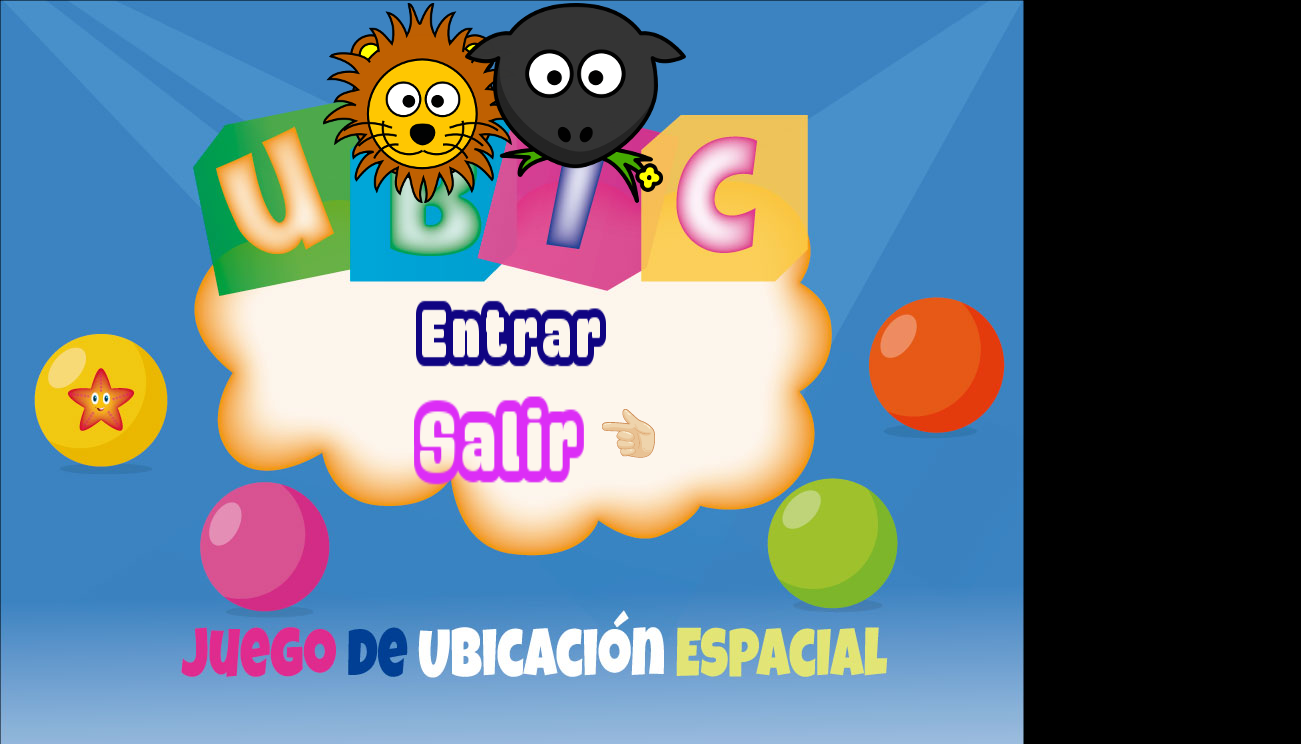 UBIC
Entrar
Salir
JUEGO DE UBICACIÓN ESPACIAL